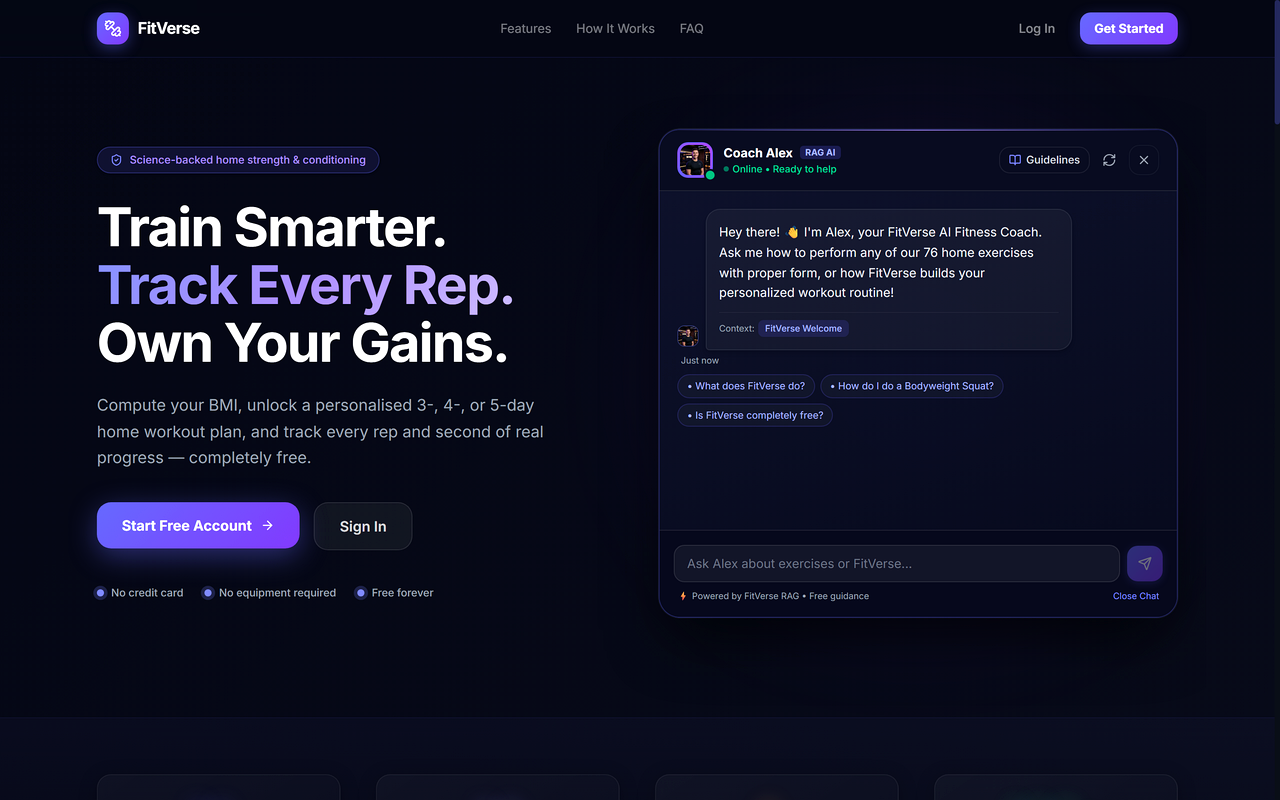 FitVerse
Features
How It Works
FAQ
Log In
Get Started
Science-backed home strength & conditioning
Train Smarter.
Track Every Rep.
Own Your Gains.
Compute your BMI, unlock a personalised 3-, 4-, or 5-day
home workout plan, and track every rep and second of real
progress — completely free.
Start Free Account →
Sign In
No credit card
No equipment required
Free forever
Coach Alex
RAG AI
Online • Ready to help
Guidelines
Hey there! 👋 I'm Alex, your FitVerse AI Fitness Coach.
Ask me how to perform any of our 76 home exercises
with proper form, or how FitVerse builds your
personalized workout routine!
Context:
FitVerse Welcome
Just now
• What does FitVerse do?
• How do I do a Bodyweight Squat?
• Is FitVerse completely free?
Ask Alex about exercises or FitVerse...
Powered by FitVerse RAG • Free guidance
Close Chat